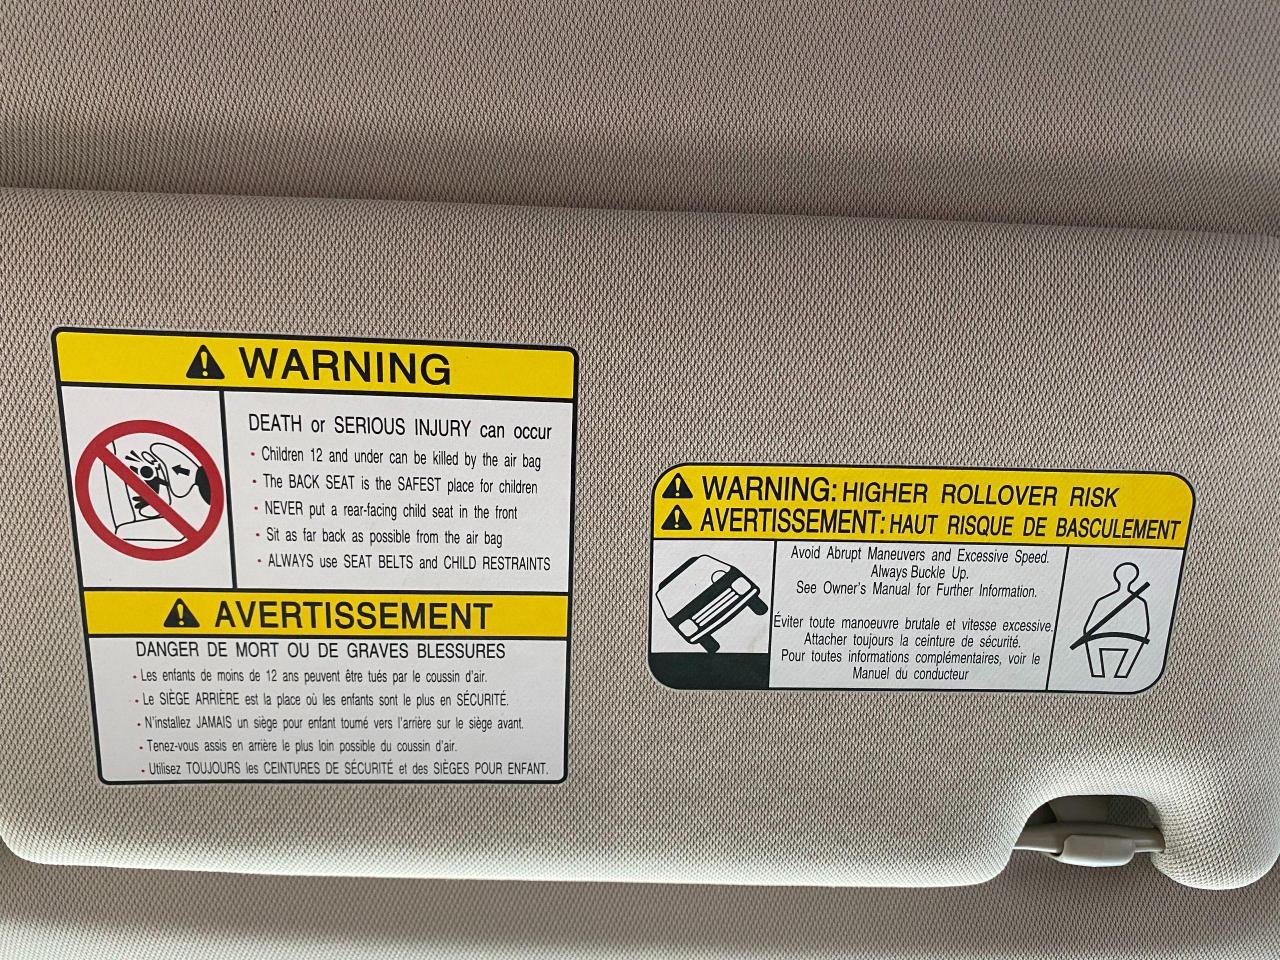 WARNING
DEATH or SERIOUS INJURY can occur
• Children 12 and under can be killed by the air bag
• The BACK SEAT is the SAFEST place for children
• NEVER put a rear-facing child seat in the front
• Sit as far back as possible from the air bag
• ALWAYS use SEAT BELTS and CHILD RESTRAINTS
AVERTISSEMENT
DANGER DE MORT OU DE GRAVES BLESSURES
• Les enfants de moins de 12 ans peuvent être tués par le coussin d'air.
• Le SIÈGE ARRIÈRE est la place où les enfants sont le plus en SÉCURITÉ.
• N'installez JAMAIS un siège pour enfant tourné vers l'arrière sur le siège avant.
• Tenez-vous assis en arrière le plus loin possible du coussin d'air.
• Utilisez TOUJOURS les CEINTURES DE SÉCURITÉ et des SIÈGES POUR ENFANT.
WARNING: HIGHER ROLLOVER RISK
AVERTISSEMENT: HAUT RISQUE DE BASCULEMENT
Avoid Abrupt Maneuvers and Excessive Speed.
Always Buckle Up.
See Owner's Manual for Further Information.
Éviter toute manoeuvre brutale et vitesse excessive.
Attacher toujours la ceinture de sécurité.
Pour toutes informations complémentaires, voir le
Manuel du conducteur